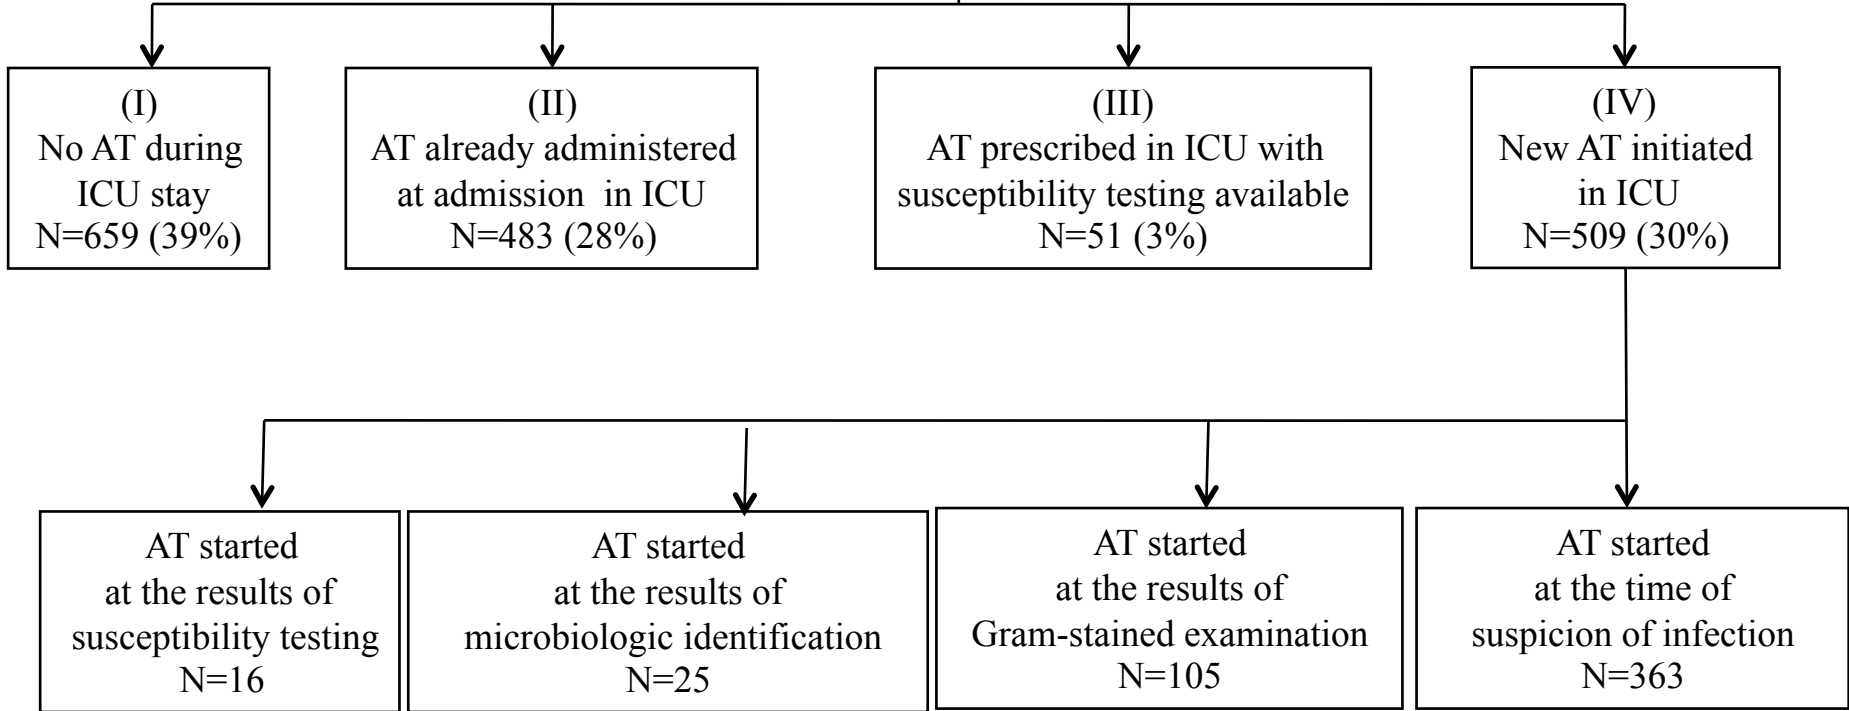 (I)
No AT during
ICU stay
N=659 (39%)
(II)
AT already administered
at admission in ICU
N=483 (28%)
(III)
AT prescribed in ICU with
susceptibility testing available
N=51 (3%)
(IV)
New AT initiated
in ICU
N=509 (30%)
AT started
at the results of
susceptibility testing
N=16
AT started
at the results of
microbiologic identification
N=25
AT started
at the results of
Gram-stained examination
N=105
AT started
at the time of
suspicion of infection
N=363